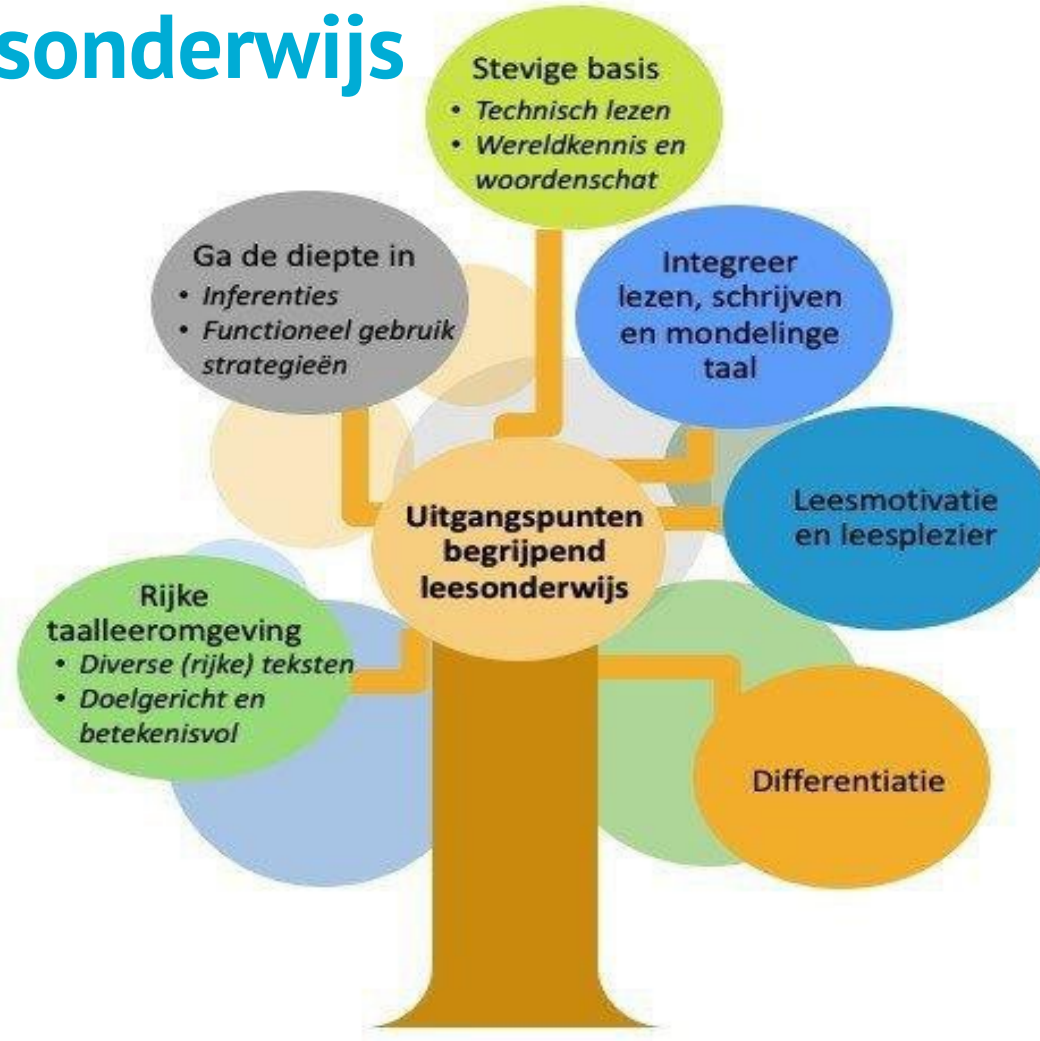 sonderwijs
Stevige basis
• Technisch lezen
• Wereldkennis en
woordenschat
Ga de diepte in
• Inferenties
• Functioneel gebruik
strategieën
Integreer
lezen, schrijven
en mondelinge
taal
Leesmotivatie
en leesplezier
Uitgangspunten
begrijpend
leesonderwijs
Rijke
taalleeromgeving
• Diverse (rijke) teksten
• Doelgericht en
betekenisvol
Differentiatie